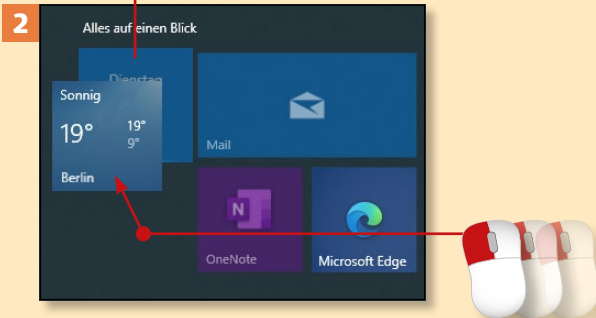 2
Alles auf einen Blick
Dienstag
Sonnig
19° 19°
9°
Berlin
Mail
N
OneNote
Microsoft Edge